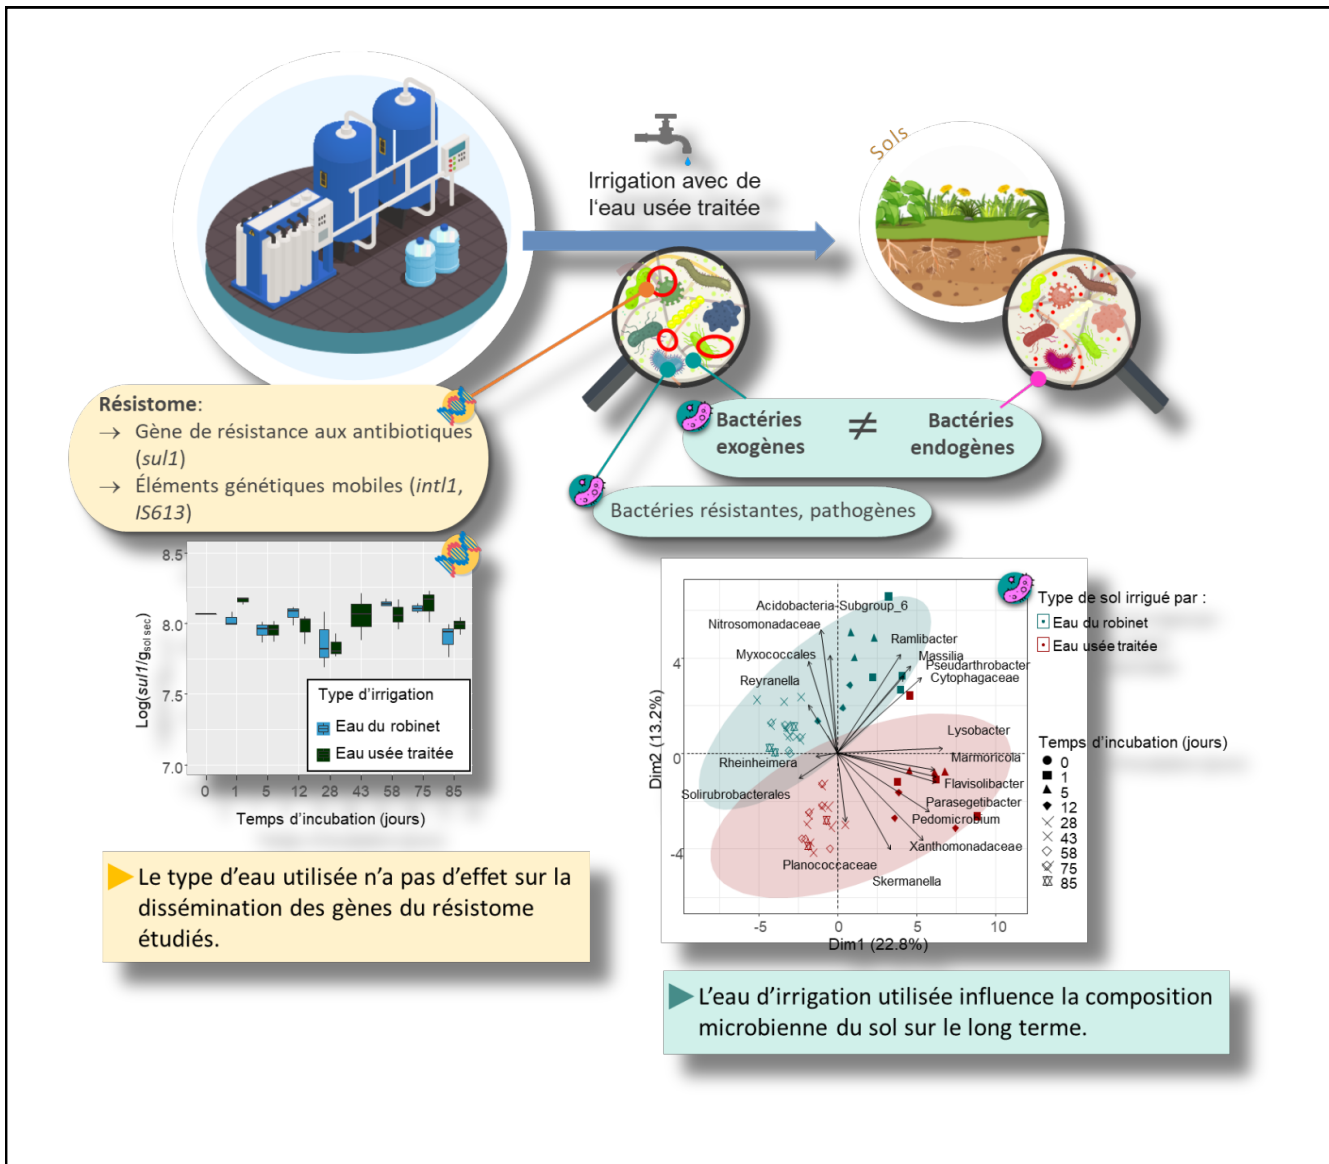 Irrigation avec de
l'eau usée traitée
Sols
Résistome:
→ Gène de résistance aux antibiotiques
(sul1)
→ Éléments génétiques mobiles (intl1,
IS613)
Bactéries
exogènes
≠
Bactéries
endogènes
Bactéries résistantes, pathogènes
Log(sul1/gsol sec)
8.5
8.0
7.5
7.0
Type d'irrigation
Eau du robinet
Eau usée traitée
0 1 5 12 28 43 58 75 85
Temps d'incubation (jours)
Le type d'eau utilisée n'a pas d'effet sur la
dissémination des gènes du résistome
étudiés.
Dim2 (13.2%)
4
0
-4
Acidobacteria-Subgroup_6
Nitrosomonadaceae
Ramlibacter
Myxococcales
Massilia
Pseudarthrobacter
Reyranella
Cytophagaceae
Lysobacter
Rheinheimera
Marmoricola
Solirubrobacterales
Flavisolibacter
Parasegetibacter
Pedomicrobium
Xanthomonadaceae
Planococcaceae
Skermanella
-5 0 5 10
Dim1 (22.8%)
Type de sol irrigué par :
Eau du robinet
Eau usée traitée
Temps d'incubation (jours)
0
1
5
12
28
43
58
75
85
L'eau d'irrigation utilisée influence la composition
microbienne du sol sur le long terme.